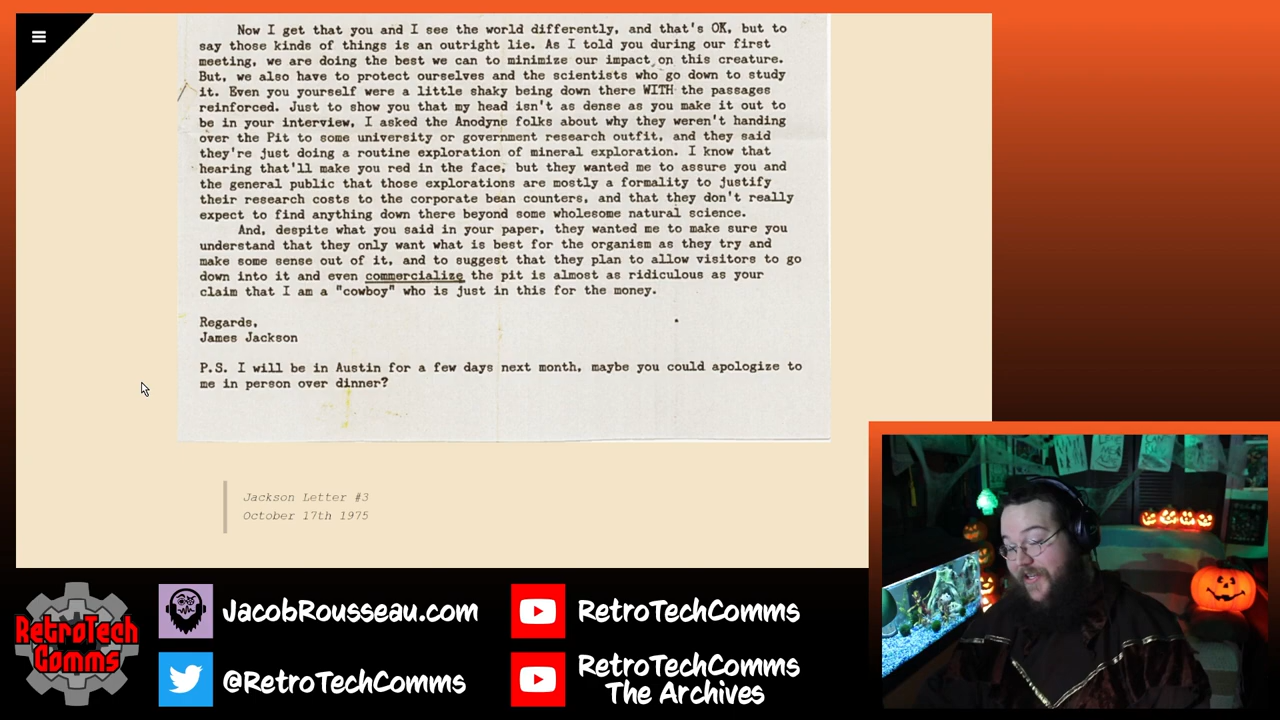 Now I get that you and I see the world differently, and that's OK, but to
say those kinds of things is an outright lie. As I told you during our first
meeting, we are doing the best we can to minimize our impact on this creature.
But, we also have to protect ourselves and the scientists who go down to study
it. Even you yourself were a little shaky being down there WITH the passages
reinforced. Just to show you that my head isn't as dense as you make it out to
be in your interview, I asked the Anodyne folks about why they weren't handing
over the Pit to some university or government research outfit, and they said
they're just doing a routine exploration of mineral exploration. I know that
hearing that'll make you red in the face, but they wanted me to assure you and
the general public that those explorations are mostly a formality to justify
their research costs to the corporate bean counters, and that they don't really
expect to find anything down there beyond some wholesome natural science.
And, despite what you said in your paper, they wanted me to make sure you
understand that they only want what is best for the organism as they try and
make some sense out of it, and to suggest that they plan to allow visitors to go
down into it and even commercialize the pit is almost as ridiculous as your
claim that I am a "cowboy" who is just in this for the money.
Regards,
James Jackson
P.S. I will be in Austin for a few days next month, maybe you could apologize to
me in person over dinner?
Jackson Letter #3
October 17th 1975
RetroTech
Comms
JacobRousseau.com
@RetroTechComms
RetroTechComms
RetroTechComms
The Archives